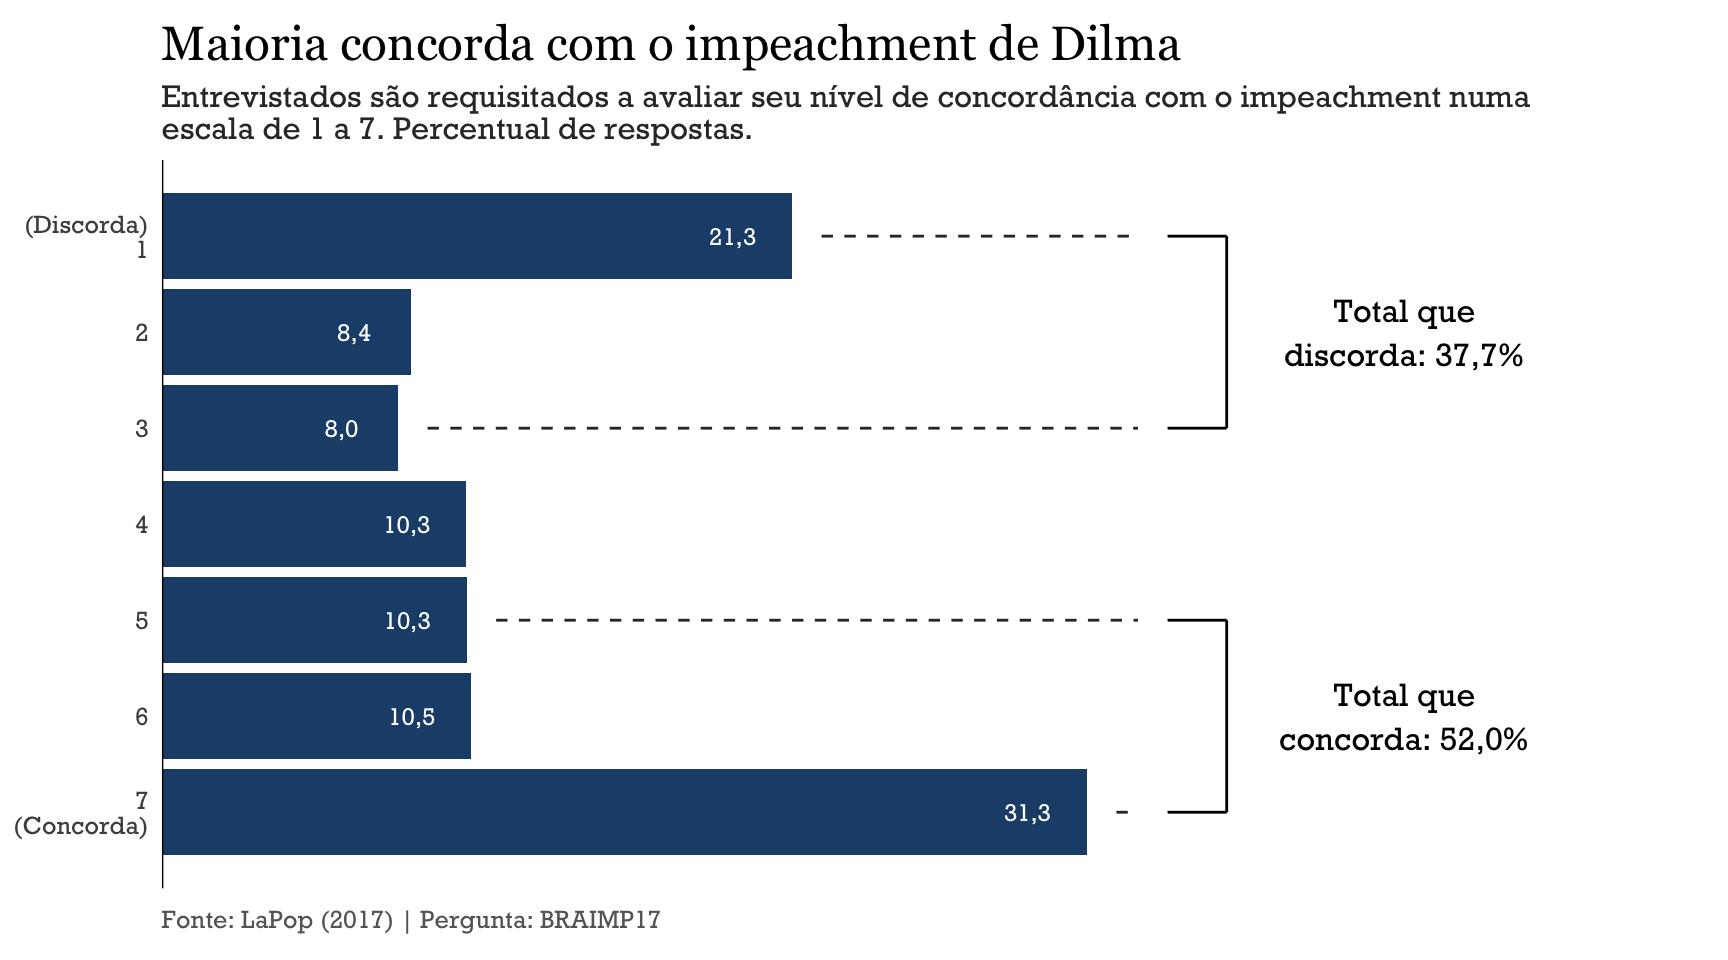 Maioria concorda com o impeachment de Dilma
Entrevistados são requisitados a avaliar seu nível de concordância com o impeachment numa
escala de 1 a 7. Percentual de respostas.
(Discorda)
1
21,3
2
8,4
3
8,0
Total que
discorda: 37,7%
4
10,3
5
10,3
6
10,5
7
(Concorda)
31,3
Total que
concorda: 52,0%
Fonte: LaPop (2017) | Pergunta: BRAIMP17